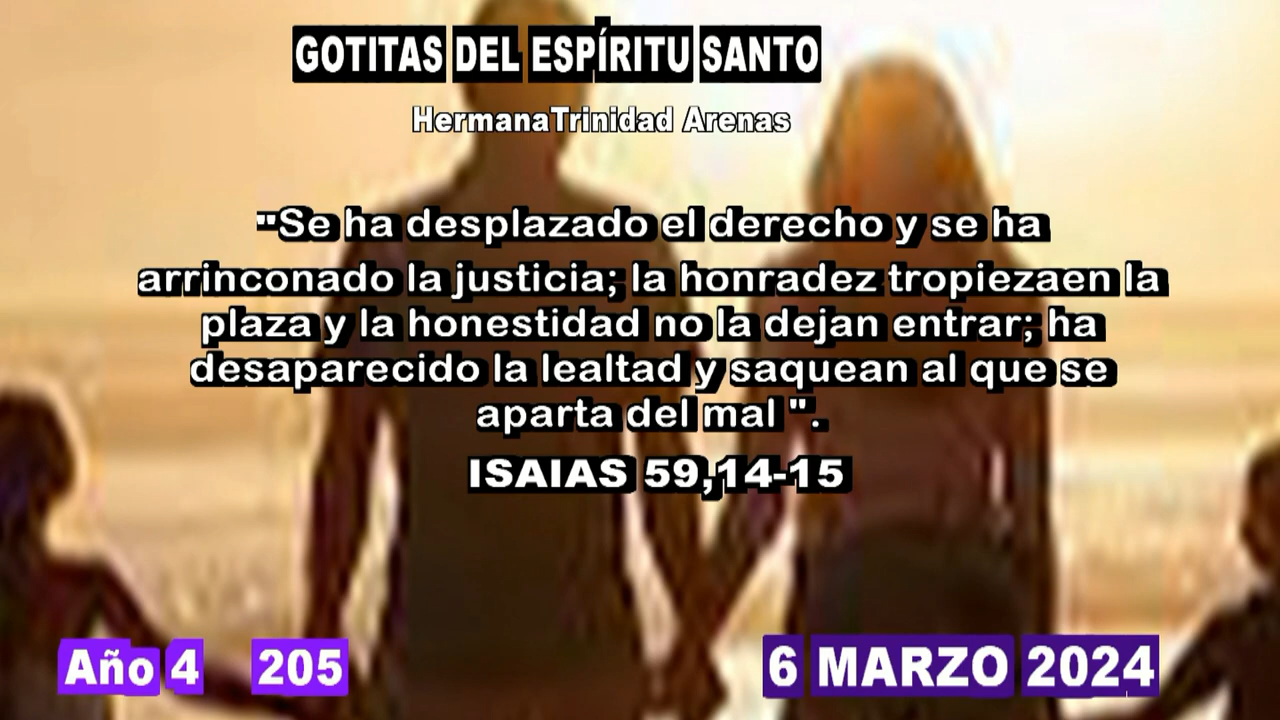 GOTITAS DEL ESPÍRITU SANTO
HermanaTrinidad Arenas
"Se ha desplazado el derecho y se ha
arrinconado la justicia; la honradez tropiezaen la
plaza y la honestidad no la dejan entrar; ha
desaparecido la lealtad y saquean al que se
aparta del mal ".
ISAIAS 59,14-15
Año 4 205 6 MARZO 2024